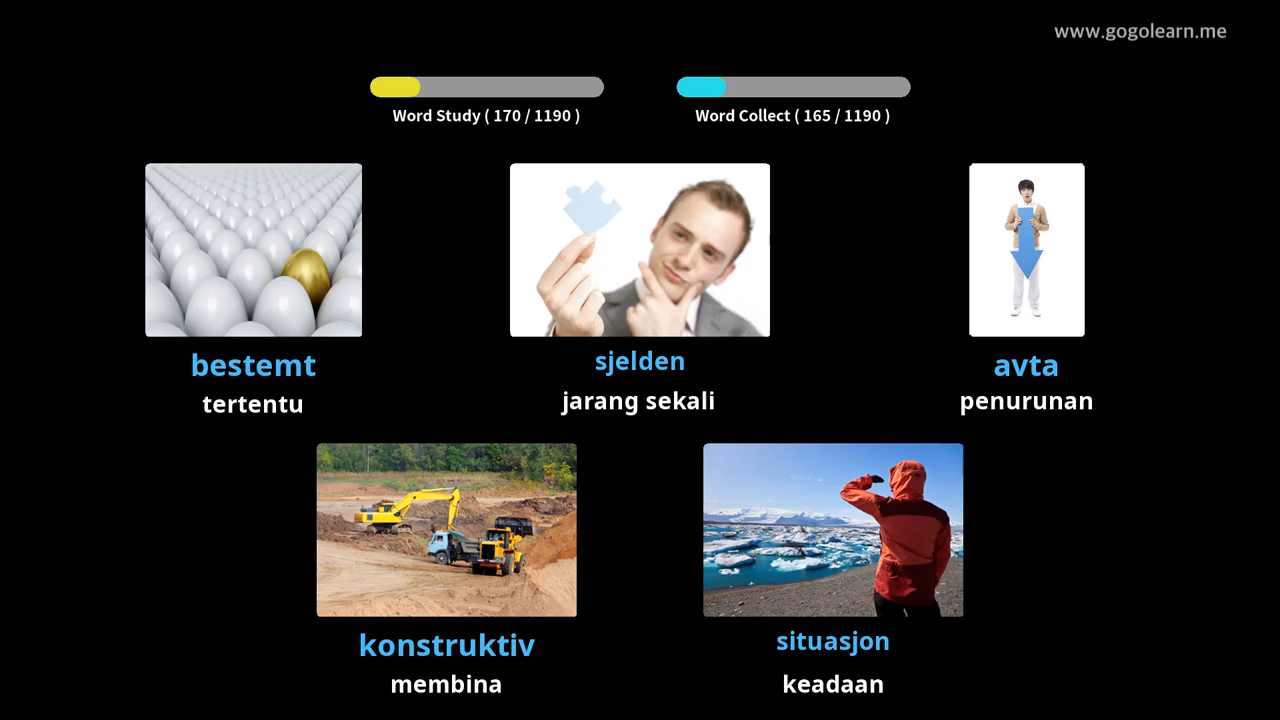 www.gogolearn.me
Word Study ( 170 / 1190 )
Word Collect ( 165 / 1190 )
bestemt
tertentu
sjelden
jarang sekali
avta
penurunan
konstruktiv
membina
situasjon
keadaan